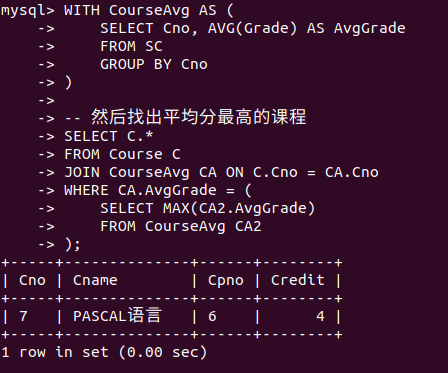 mysql> WITH CourseAvg AS (
    ->     SELECT Cno, AVG(Grade) AS AvgGrade
    ->     FROM SC
    ->     GROUP BY Cno
    -> )
    ->
    -> -- 然后找出平均分最高的课程
    -> SELECT C.*
    -> FROM Course C
    -> JOIN CourseAvg CA ON C.Cno = CA.Cno
    -> WHERE CA.AvgGrade = (
    ->     SELECT MAX(CA2.AvgGrade)
    ->     FROM CourseAvg CA2
    -> );
+-----+--------------+------+--------+
| Cno | Cname        | Cpno | Credit |
+-----+--------------+------+--------+
| 7   | PASCAL语言   | 6    |      4 |
+-----+--------------+------+--------+
1 row in set (0.00 sec)